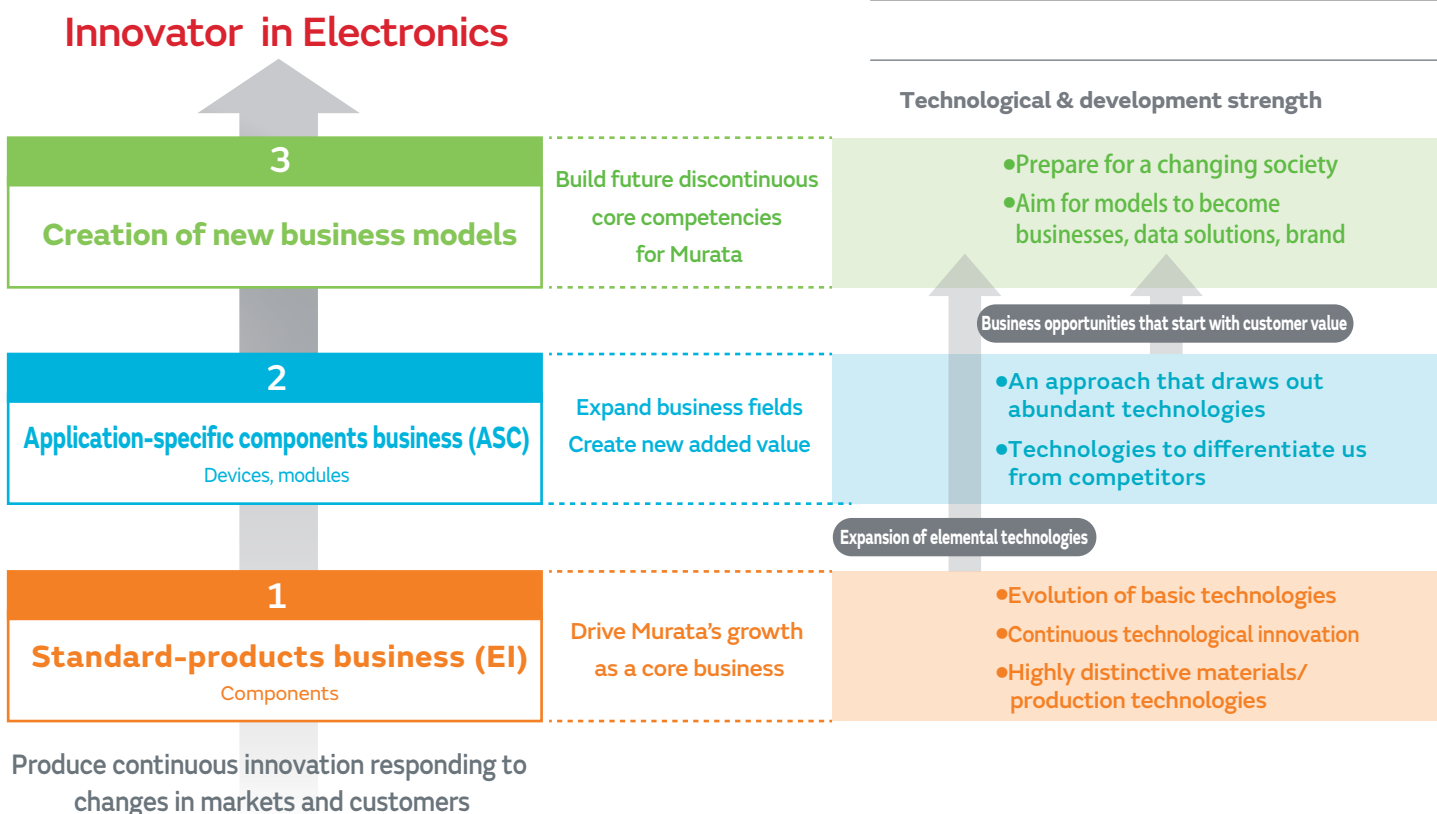 Innovator in Electronics
Technological & development strength
3
Creation of new business models
Build future discontinuous
core competencies
for Murata
●Prepare for a changing society
●Aim for models to become
businesses, data solutions, brand
Business opportunities that start with customer value
2
Application-specific components business (ASC)
Devices, modules
Expand business fields
Create new added value
●An approach that draws out
abundant technologies
●Technologies to differentiate us
from competitors
Expansion of elemental technologies
1
Standard-products business (EI)
Components
Drive Murata’s growth
as a core business
●Evolution of basic technologies
●Continuous technological innovation
●Highly distinctive materials/
production technologies
Produce continuous innovation responding to
changes in markets and customers